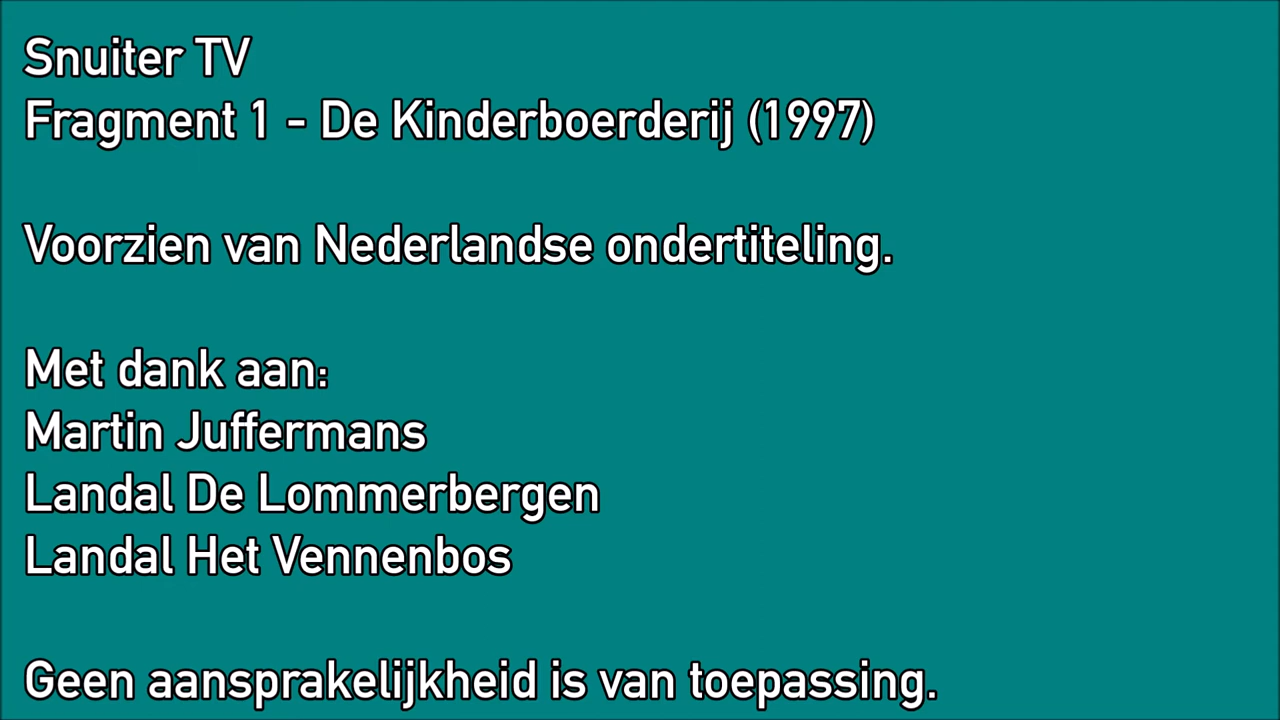 Snuiter TV
Fragment 1 - De Kinderboerderij (1997)
Voorzien van Nederlandse ondertiteling.
Met dank aan:
Martin Juffermans
Landal De Lommerbergen
Landal Het Vennenbos
Geen aansprakelijkheid is van toepassing.